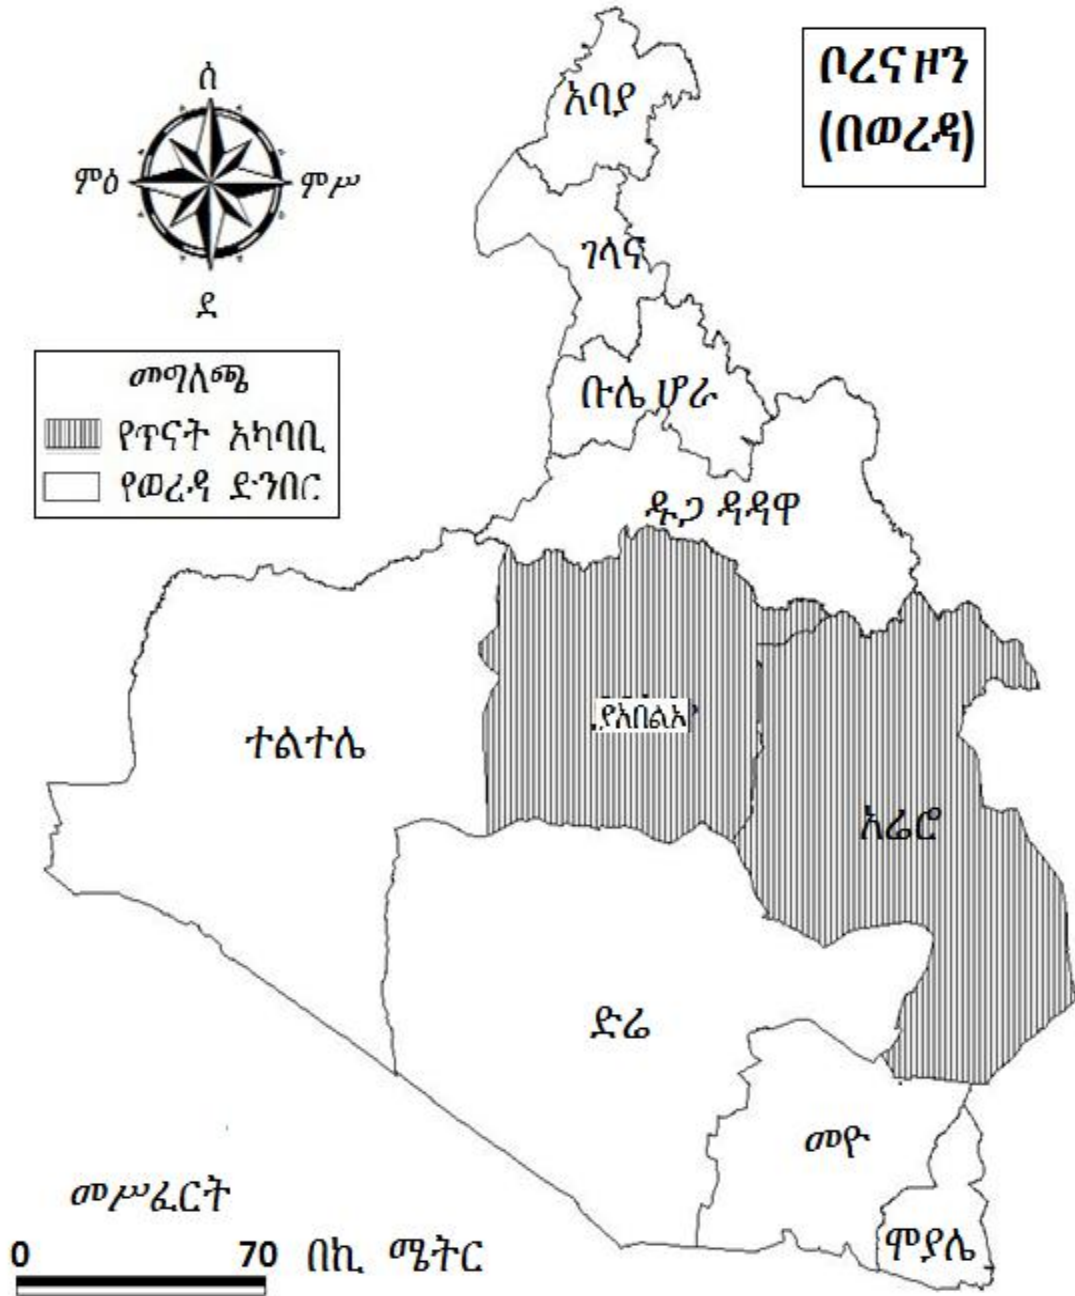 ቦረና ዞን
(በወረዳ)
ሰ
ምዕ
ምሥ
ደ
መግለጫ
የጥናት አካባቢ
የወረዳ ድንበር
አባያ
ገላና
ቡሌ ሆራ
ዱጋ ዳዳዋ
ያአበልኦ
ተልተሌ
አሬሮ
ድሬ
መዮ
ሞያሌ
መሥፈርት
0 70 በኪ ሜትር